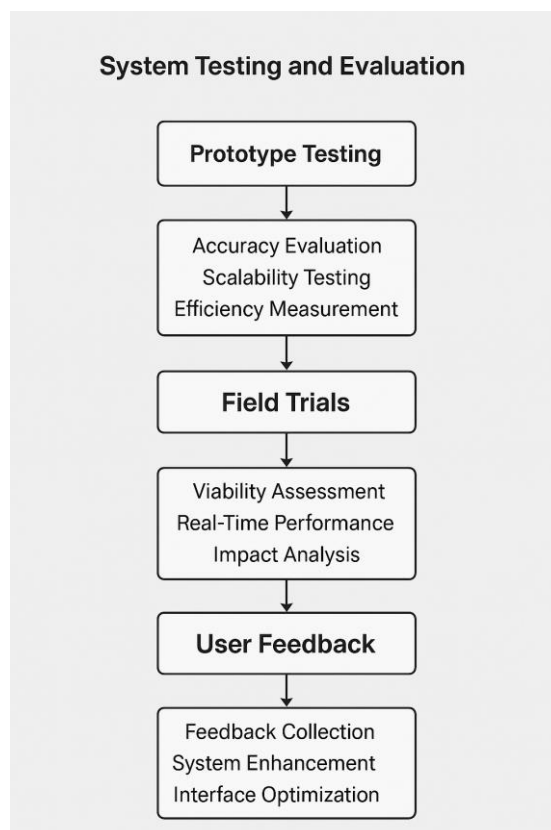 System Testing and Evaluation
Prototype Testing
Accuracy Evaluation
Scalability Testing
Efficiency Measurement
Field Trials
Viability Assessment
Real-Time Performance
Impact Analysis
User Feedback
Feedback Collection
System Enhancement
Interface Optimization